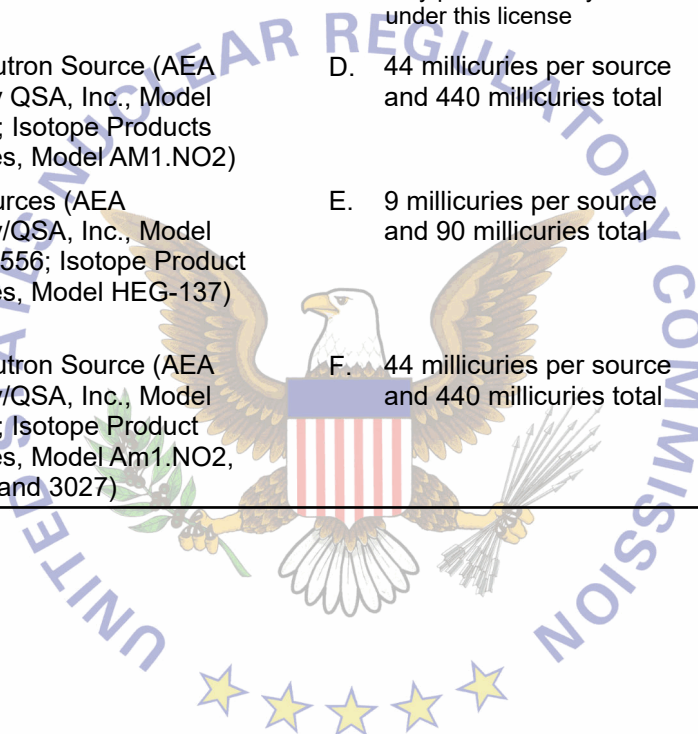 under this license
utron Source (AEA
D. 44 millicuries per source
QSA, Inc., Model
and 440 millicuries total
; Isotope Products
es, Model AM1.NO2)
urces (AEA
E. 9 millicuries per source
/QSA, Inc., Model
and 90 millicuries total
556; Isotope Product
es, Model HEG-137)
utron Source (AEA
F. 44 millicuries per source
/QSA, Inc., Model
and 440 millicuries total
; Isotope Product
es, Model Am1.NO2,
and 3027)
UNITED STATES NUCLEAR REGULATORY COMMISSION